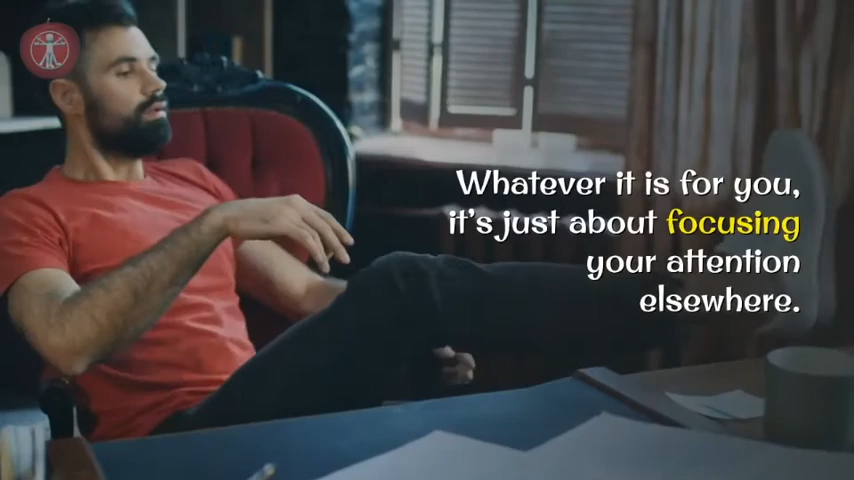 Whatever it is for you,
it's just about focusing
your attention
elsewhere.